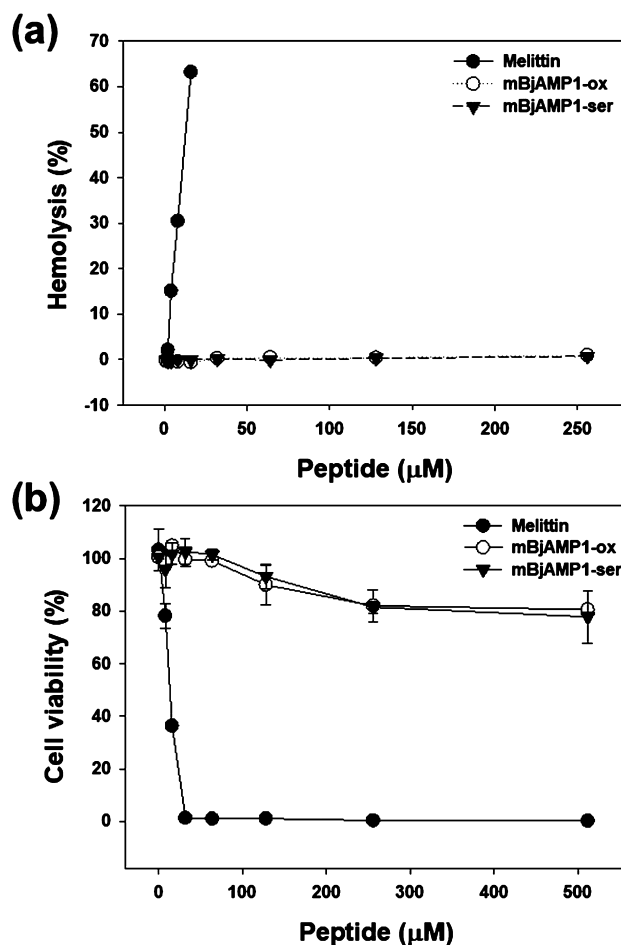 (a)
70
60
50
40
30
20
10
0
-10
Hemolysis (%)
Melittin
mBjAMP1-ox
mBjAMP1-ser
0 50 100 150 200 250
Peptide (μM)
(b)
120
100
80
60
40
20
0
Cell viability (%)
Melittin
mBjAMP1-ox
mBjAMP1-ser
0 100 200 300 400 500
Peptide (μM)